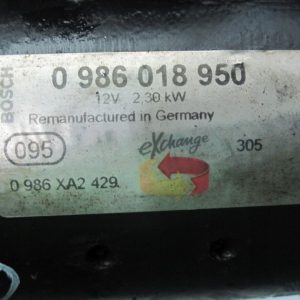 BOSCH
0 986 018 950
12V 2,30 kW
Remanufactured in Germany
095
eXchange
305
0 986 XA2 429